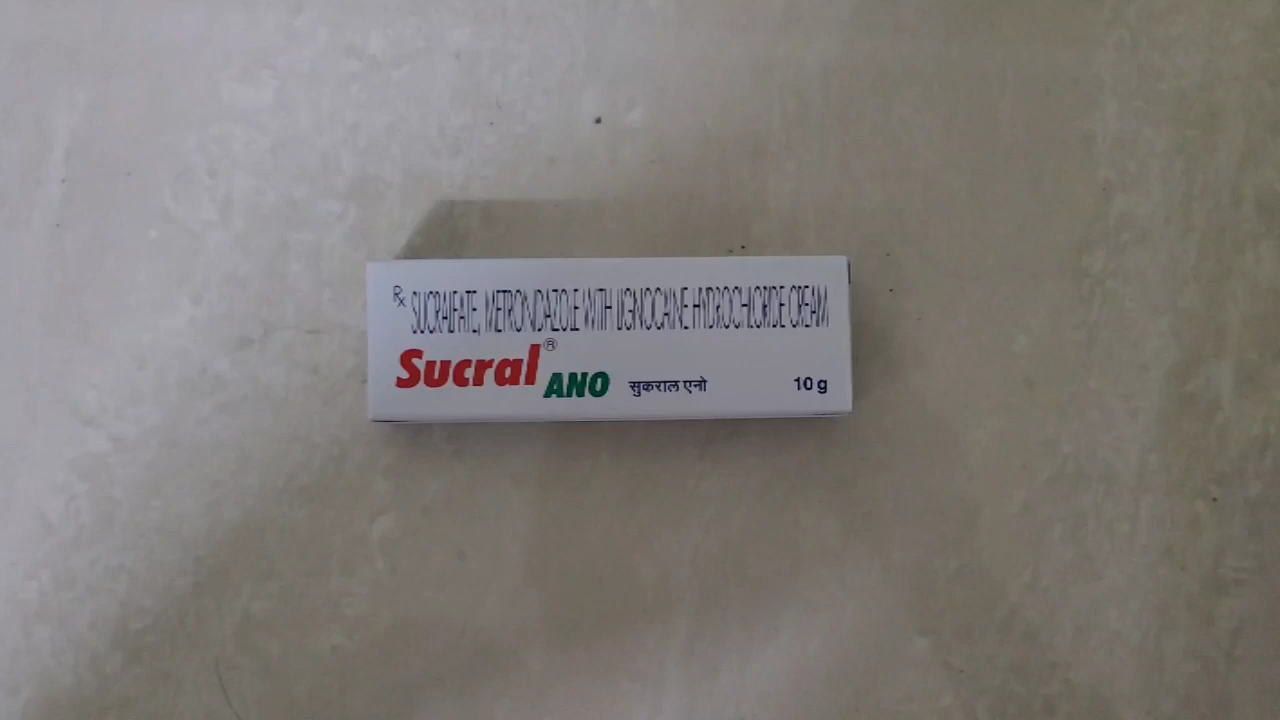 Rx SUCRALFATE, METRONIDAZOLE WITH LIGNOCAINE HYDROCHLORIDE CREAM
Sucral® ANO सुकराल एनो 10 g